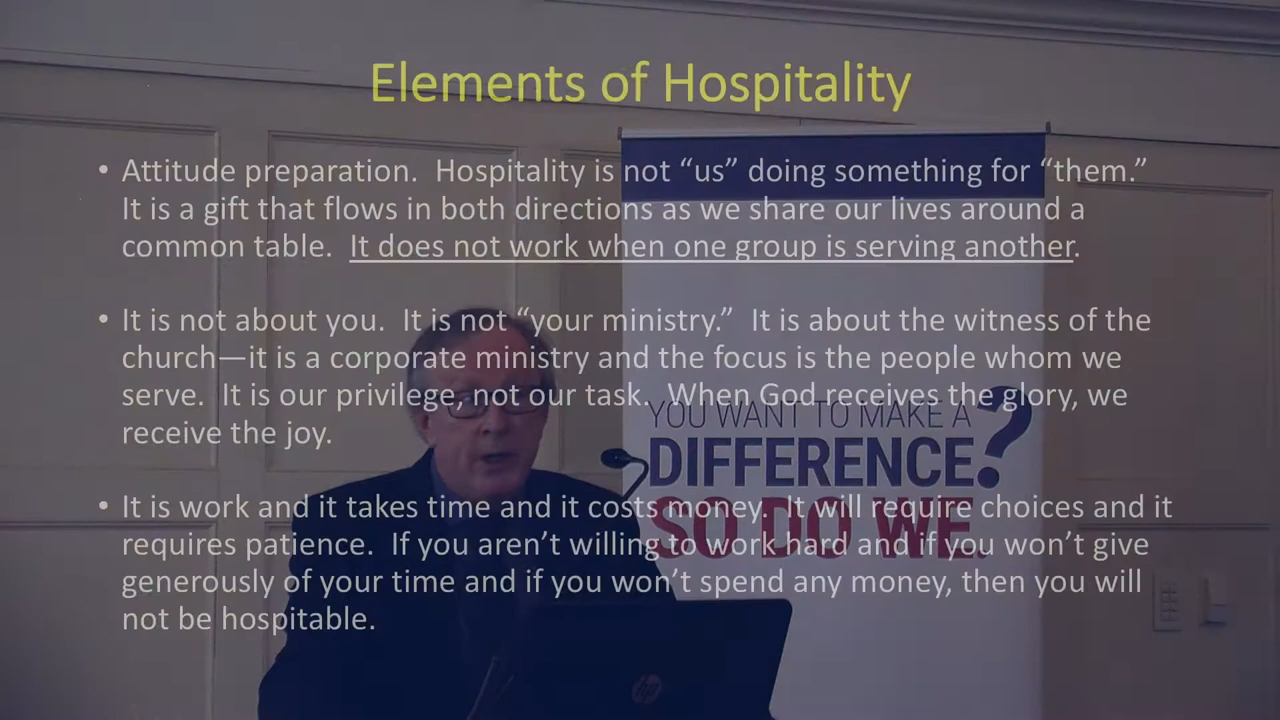 Elements of Hospitality
• Attitude preparation.  Hospitality is not “us” doing something for “them.”
It is a gift that flows in both directions as we share our lives around a
common table.  It does not work when one group is serving another.
• It is not about you.  It is not “your ministry.”  It is about the witness of the
church—it is a corporate ministry and the focus is the people whom we
serve.  It is our privilege, not our task.  When God receives the glory, we
receive the joy.
• It is work and it takes time and it costs money.  It will require choices and it
requires patience.  If you aren’t willing to work hard and if you won’t give
generously of your time and if you won’t spend any money, then you will
not be hospitable.
YOU WANT TO MAKE A
DIFFERENCE?
SO DO WE.
hp